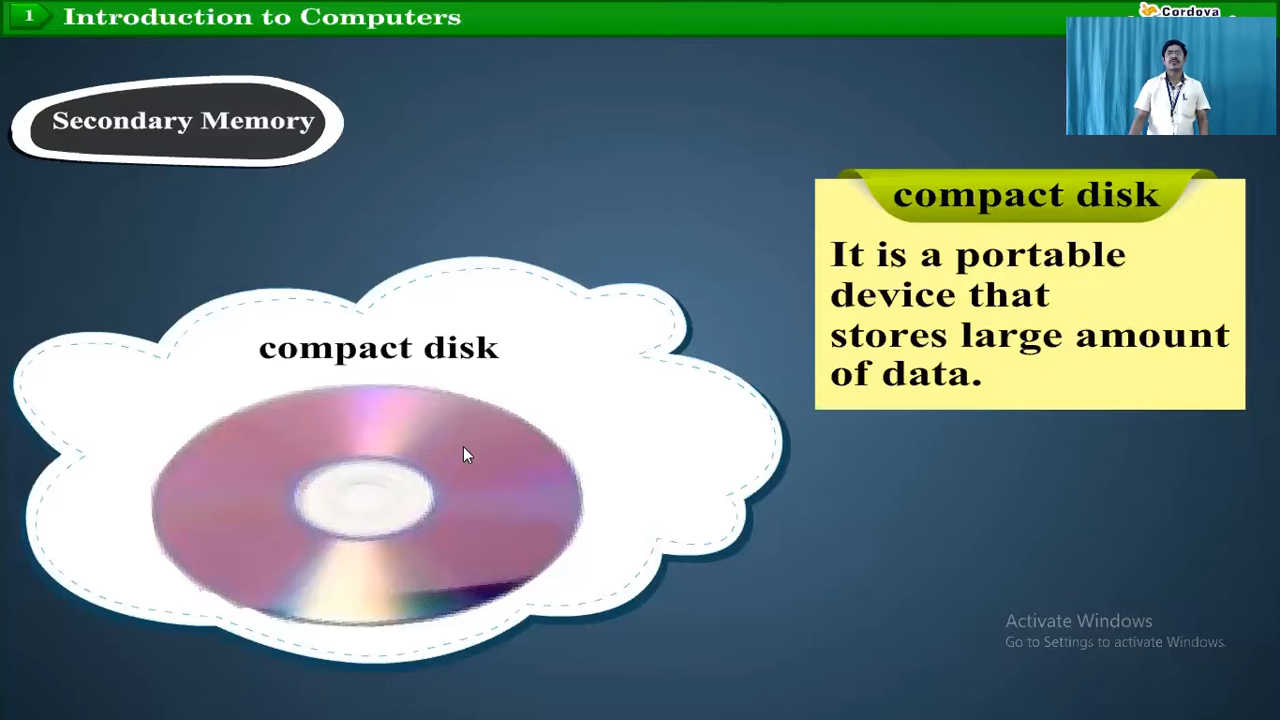 1 Introduction to Computers
Cordova
Secondary Memory
compact disk
It is a portable
device that
stores large amount
of data.
compact disk
Activate Windows
Go to Settings to activate Windows.